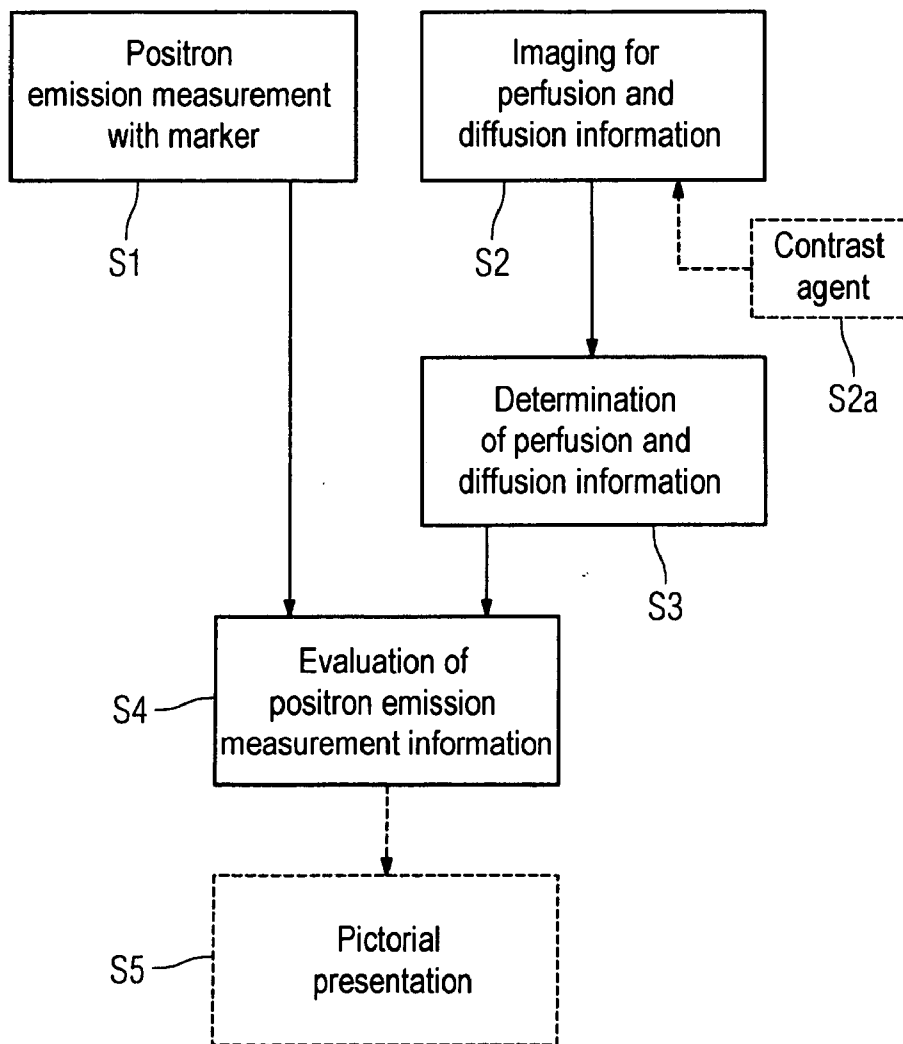 Positron
emission measurement
with marker
S1
Imaging for
perfusion and
diffusion information
S2
Contrast
agent
S2a
Determination
of perfusion and
diffusion information
S3
Evaluation of
positron emission
measurement information
S4
Pictorial
presentation
S5